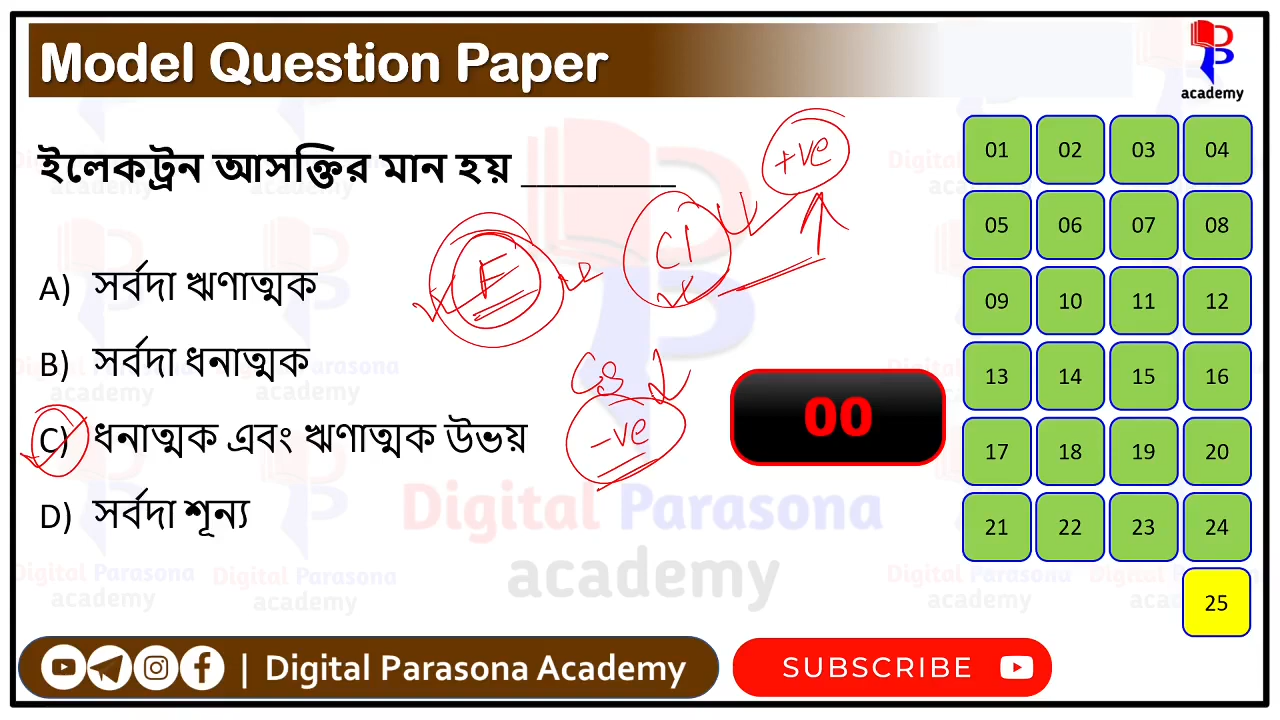 Model Question Paper
academy
ইলেকট্রন আসক্তির মান হয় __________
A) সর্বদা ঋণাত্মক
B) সর্বদা ধনাত্মক
C) ধনাত্মক এবং ঋণাত্মক উভয়
D) সর্বদা শূন্য
+ve
F
Cl
-ve
00
01 02 03 04
05 06 07 08
09 10 11 12
13 14 15 16
17 18 19 20
21 22 23 24
25
Digital Parasona
academy
| Digital Parasona Academy
SUBSCRIBE